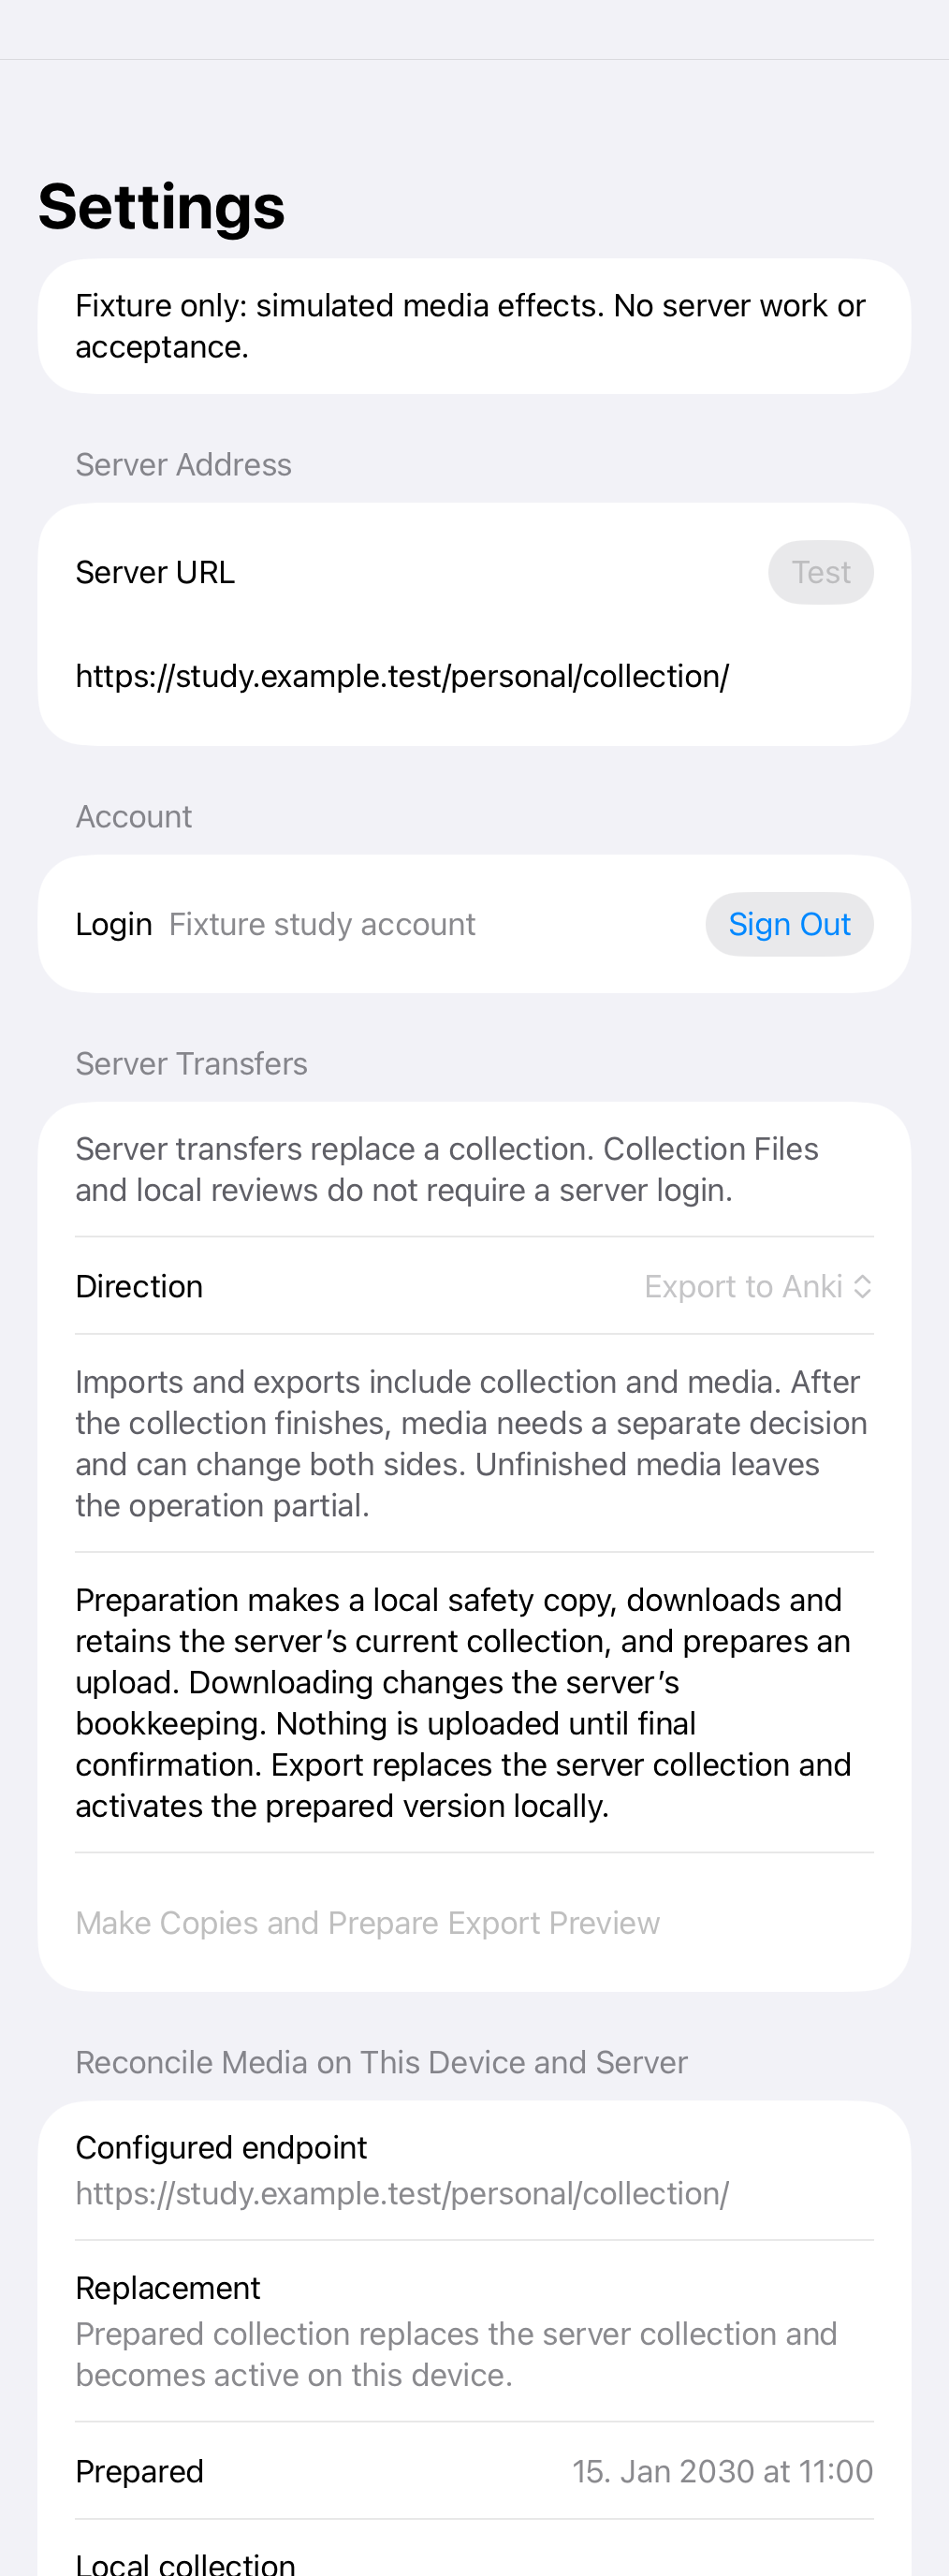 Settings
Fixture only: simulated media effects. No server work or
acceptance.
Server Address
Server URL
Test
https://study.example.test/personal/collection/
Account
Login Fixture study account
Sign Out
Server Transfers
Server transfers replace a collection. Collection Files
and local reviews do not require a server login.
Direction
Export to Anki
Imports and exports include collection and media. After
the collection finishes, media needs a separate decision
and can change both sides. Unfinished media leaves
the operation partial.
Preparation makes a local safety copy, downloads and
retains the server’s current collection, and prepares an
upload. Downloading changes the server’s
bookkeeping. Nothing is uploaded until final
confirmation. Export replaces the server collection and
activates the prepared version locally.
Make Copies and Prepare Export Preview
Reconcile Media on This Device and Server
Configured endpoint
https://study.example.test/personal/collection/
Replacement
Prepared collection replaces the server collection and
becomes active on this device.
Prepared
15. Jan 2030 at 11:00
Local collection